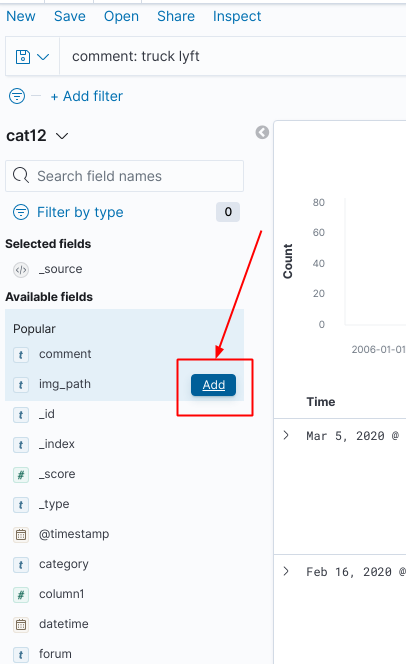 New Save Open Share Inspect
comment: truck lyft
+ Add filter
cat12
Search field names
Filter by type 0
Selected fields
</> _source
Available fields
Popular
t comment
t img_path Add
t _id
t _index
# _score
t _type
@timestamp
t category
# column1
datetime
t forum
Count
80
60
40
20
0
2006-01-01
Time
Mar 5, 2020 @
Feb 16, 2020 @